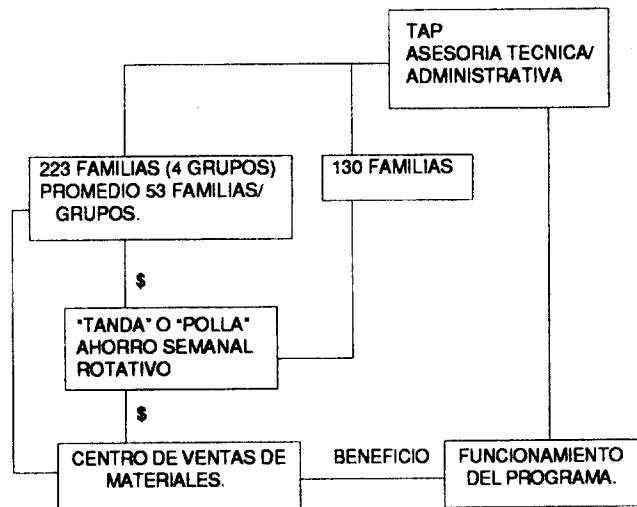 TAP
ASESORIA TECNICA/
ADMINISTRATIVA
223 FAMILIAS (4 GRUPOS)
PROMEDIO 53 FAMILIAS/
GRUPOS.
130 FAMILIAS
$
"TANDA" O "POLLA"
AHORRO SEMANAL
ROTATIVO
$
CENTRO DE VENTAS DE
MATERIALES.
BENEFICIO
FUNCIONAMIENTO
DEL PROGRAMA.